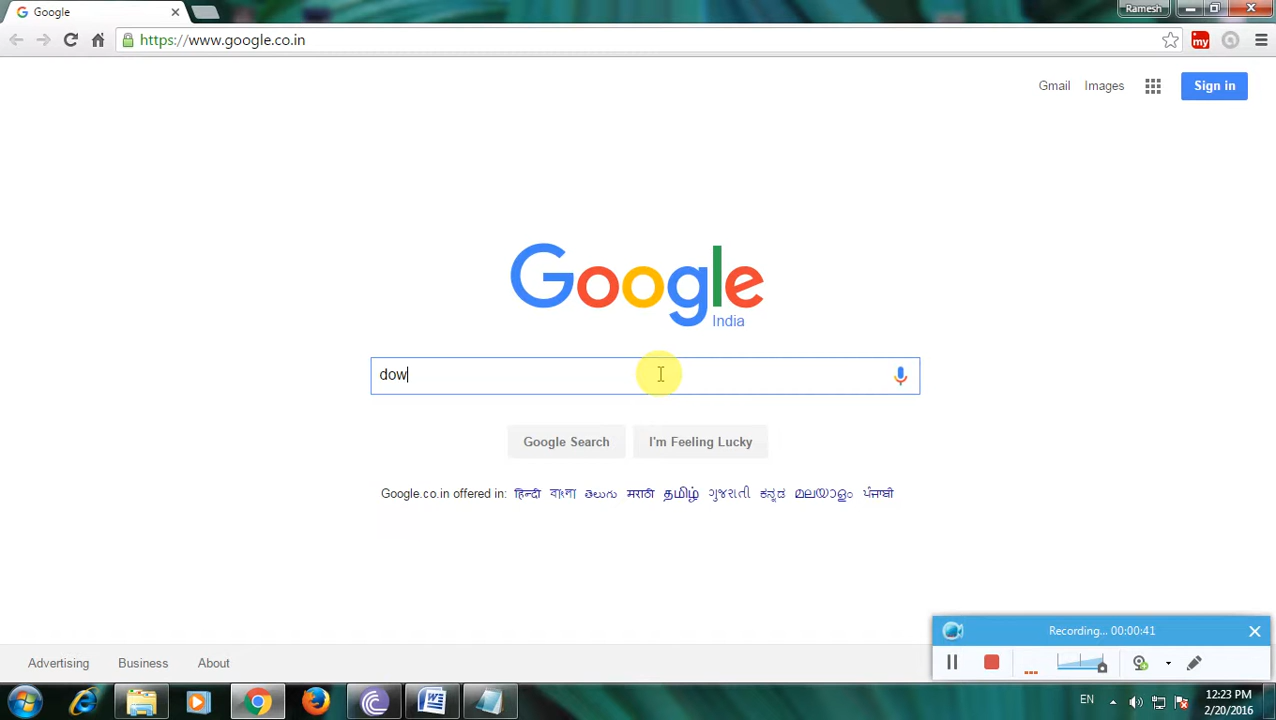 Google
Ramesh
https://www.google.co.in
my
Gmail Images
Sign in
Google
India
dow
Google Search I'm Feeling Lucky
Google.co.in offered in: हिन्दी বাংলা తెలుగు मराठी தமிழ் ગુજરાતી ಕನ್ನಡ മലയാളം ਪੰਜਾਬੀ
Recording... 00:00:41
Advertising Business About
EN
12:23 PM
2/20/2016